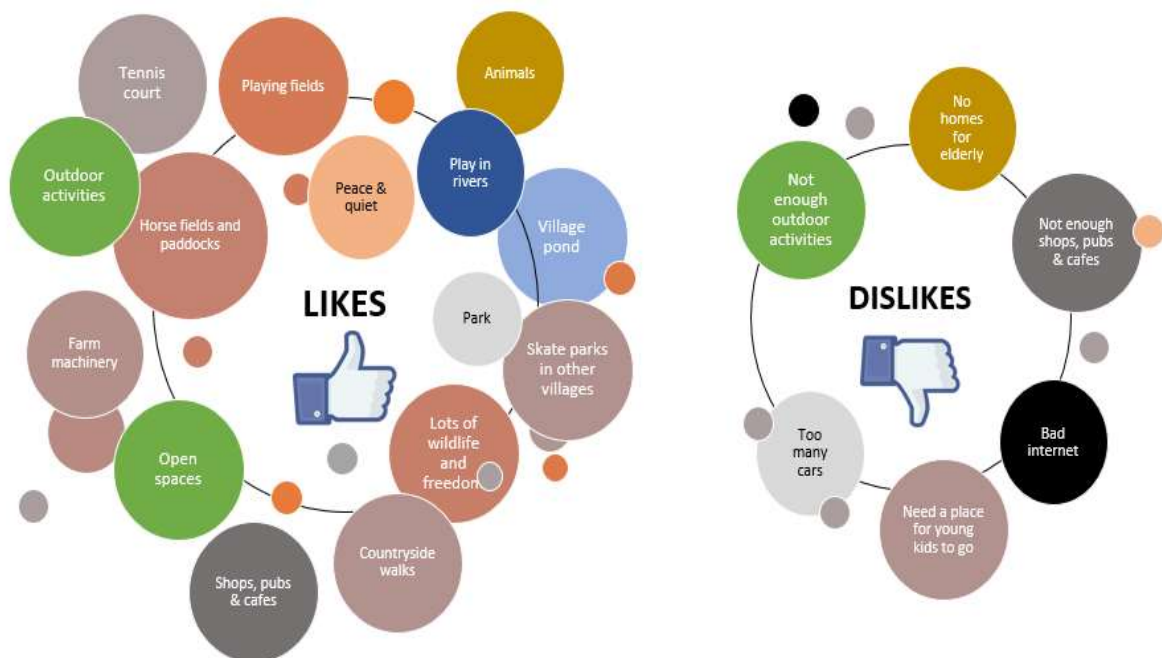 Tennis
court
Playing fields
Animals
Outdoor
activities
Horse fields and
paddocks
Peace &
quiet
Play in
rivers
Village
pond
LIKES
Park
Farm
machinery
Skate parks
in other
villages
Open
spaces
Lots of
wildlife
and
freedom
Countryside
walks
Shops, pubs
& cafes
No
homes
for
elderly
Not
enough
outdoor
activities
Not enough
shops, pubs
& cafes
DISLIKES
Too
many
cars
Bad
internet
Need a place
for young
kids to go